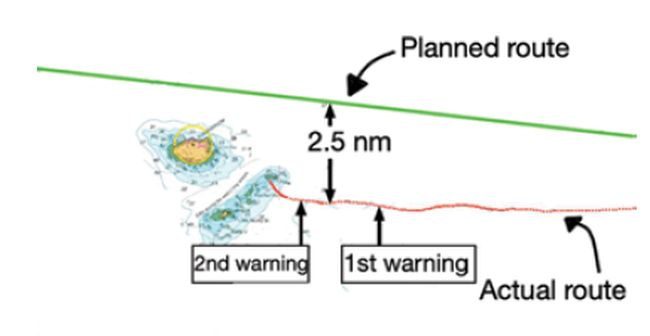 Planned route
2.5 nm
2nd warning
1st warning
Actual route